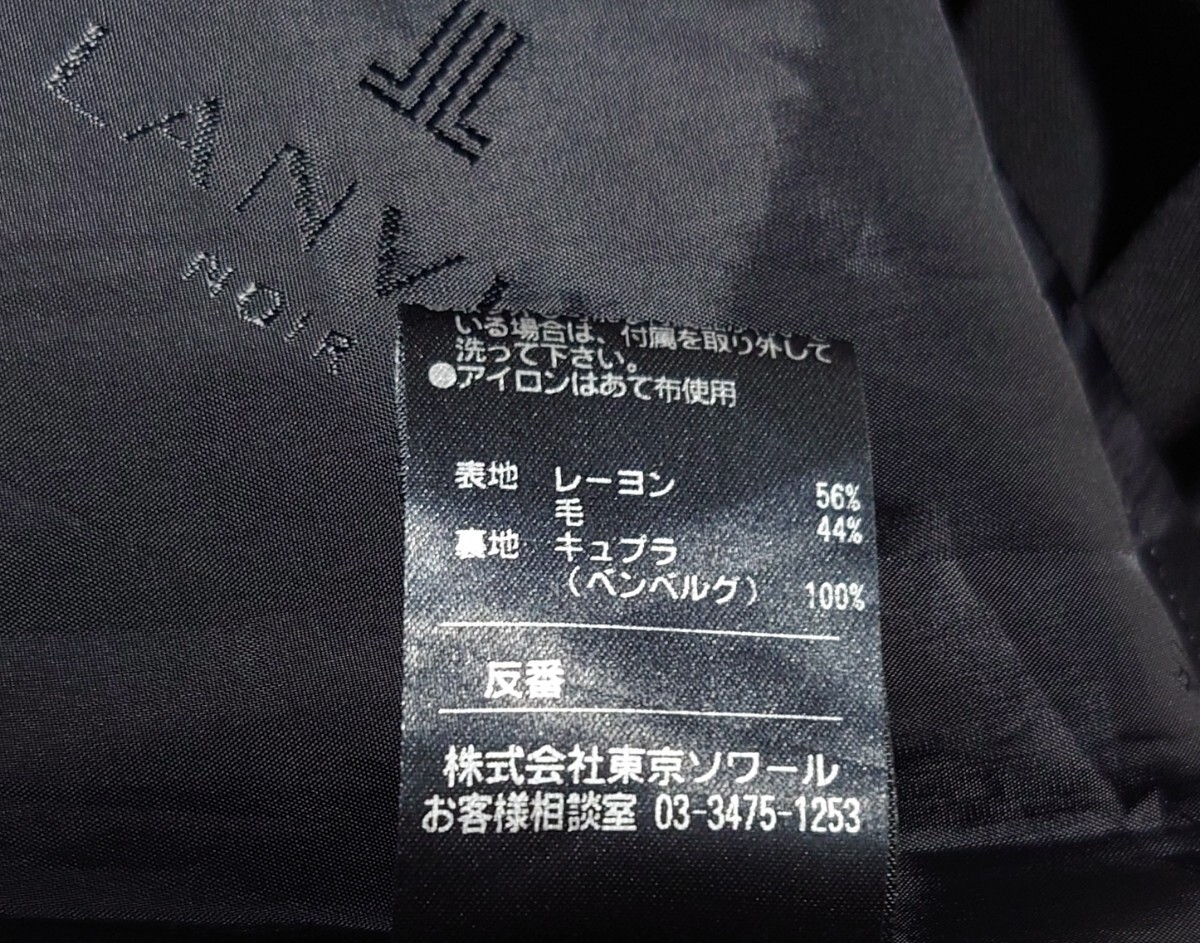 LANV
NOIR
いる場合は、付属を取り外して
洗って下さい。
●アイロンはあて布使用
表地 レーヨン 56%
毛 44%
裏地 キュプラ
(ベンベルグ) 100%
反番
株式会社東京ソワール
お客様相談室 03-3475-1253